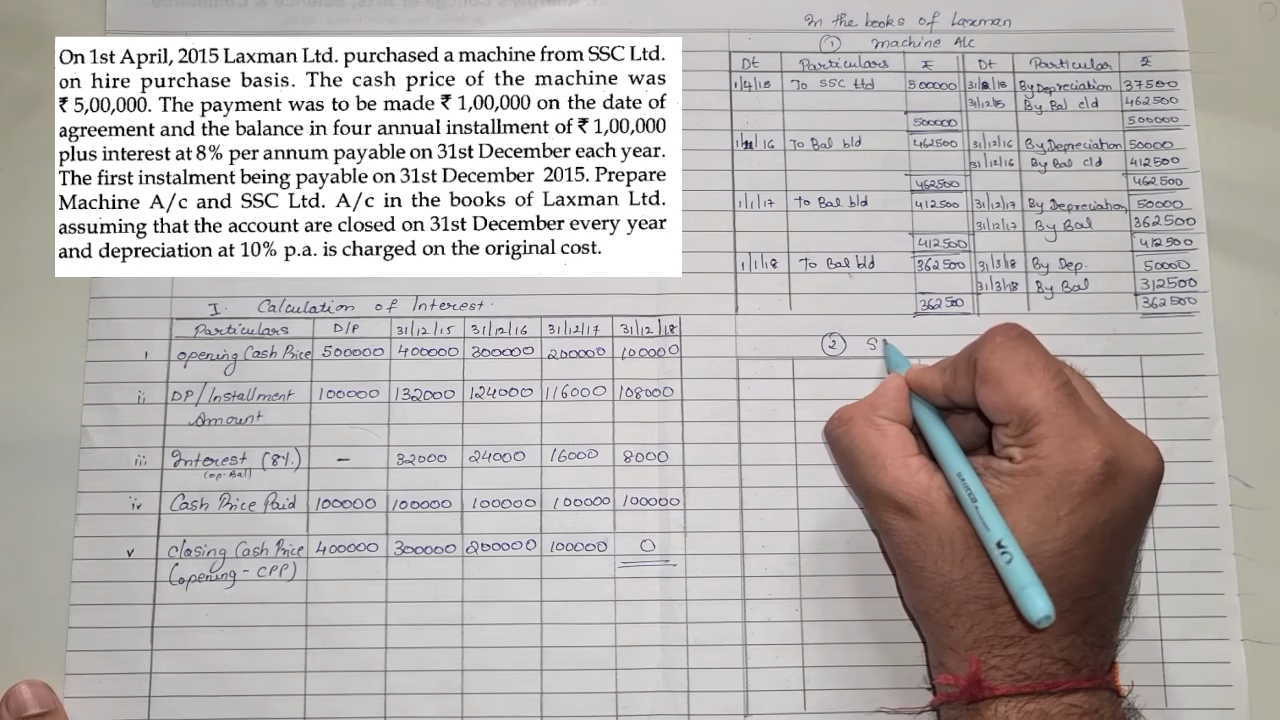 On 1st April, 2015 Laxman Ltd. purchased a machine from SSC Ltd.
on hire purchase basis. The cash price of the machine was
₹ 5,00,000. The payment was to be made ₹ 1,00,000 on the date of
agreement and the balance in four annual installment of ₹ 1,00,000
plus interest at 8% per annum payable on 31st December each year.
The first instalment being payable on 31st December 2015. Prepare
Machine A/c and SSC Ltd. A/c in the books of Laxman Ltd.
assuming that the account are closed on 31st December every year
and depreciation at 10% p.a. is charged on the original cost.
I. Calculation of Interest.
Particulars D/P 31/12/15 31/12/16 31/12/17 31/12/18
i opening Cash Price 500000 400000 300000 200000 100000
ii DP/Installment 100000 132000 124000 116000 108000
Amount
iii Interest (8%) - 32000 24000 16000 8000
(op. Bal)
iv Cash Price Paid 100000 100000 100000 100000 100000
v Closing Cash Price 400000 300000 200000 100000 0
(opening - CPP)
In the books of Laxman
① machine A/c
Dt Particulars ₹ Dt Particular ₹
1/4/15 To SSC ltd 500000 By Depreciation 37500
31/12/15 By Bal c/d 462500
500000 500000
16 To Bal b/d 462500 31/12/16 By Depreciation 50000
31/12/16 By Bal c/d 412500
462500 462500
1/1/17 To Bal b/d 412500 31/12/17 By Depreciation 50000
31/12/17 By Bal 362500
412500 412500
1/1/18 To Bal b/d 362500 31/3/18 By Dep. 50000
31/3/18 By Bal 312500
362500 362500
② S